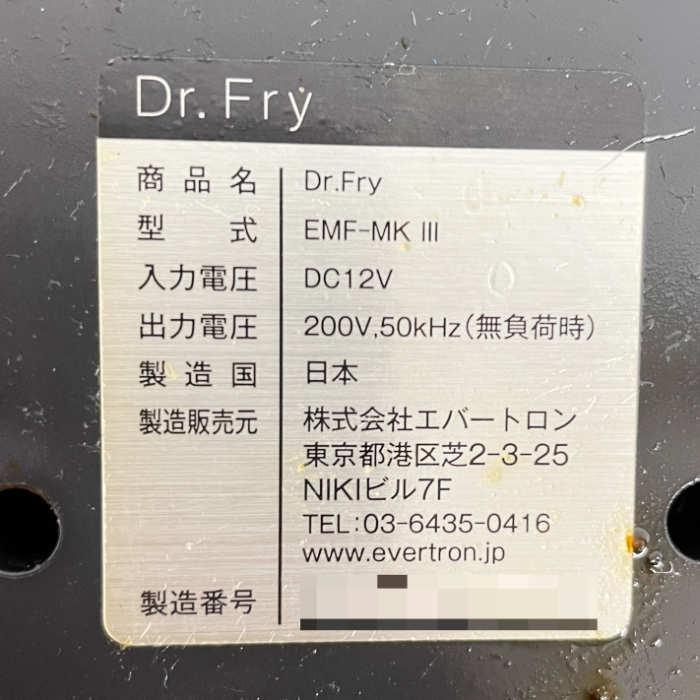 Dr. Fry
商品名 Dr.Fry
型式 EMF-MK III
入力電圧 DC12V
出力電圧 200V,50kHz(無負荷時)
製造国 日本
製造販売元 株式会社エバートロン
東京都港区芝2-3-25
NIKIビル7F
TEL:03-6435-0416
www.evertron.jp
製造番号